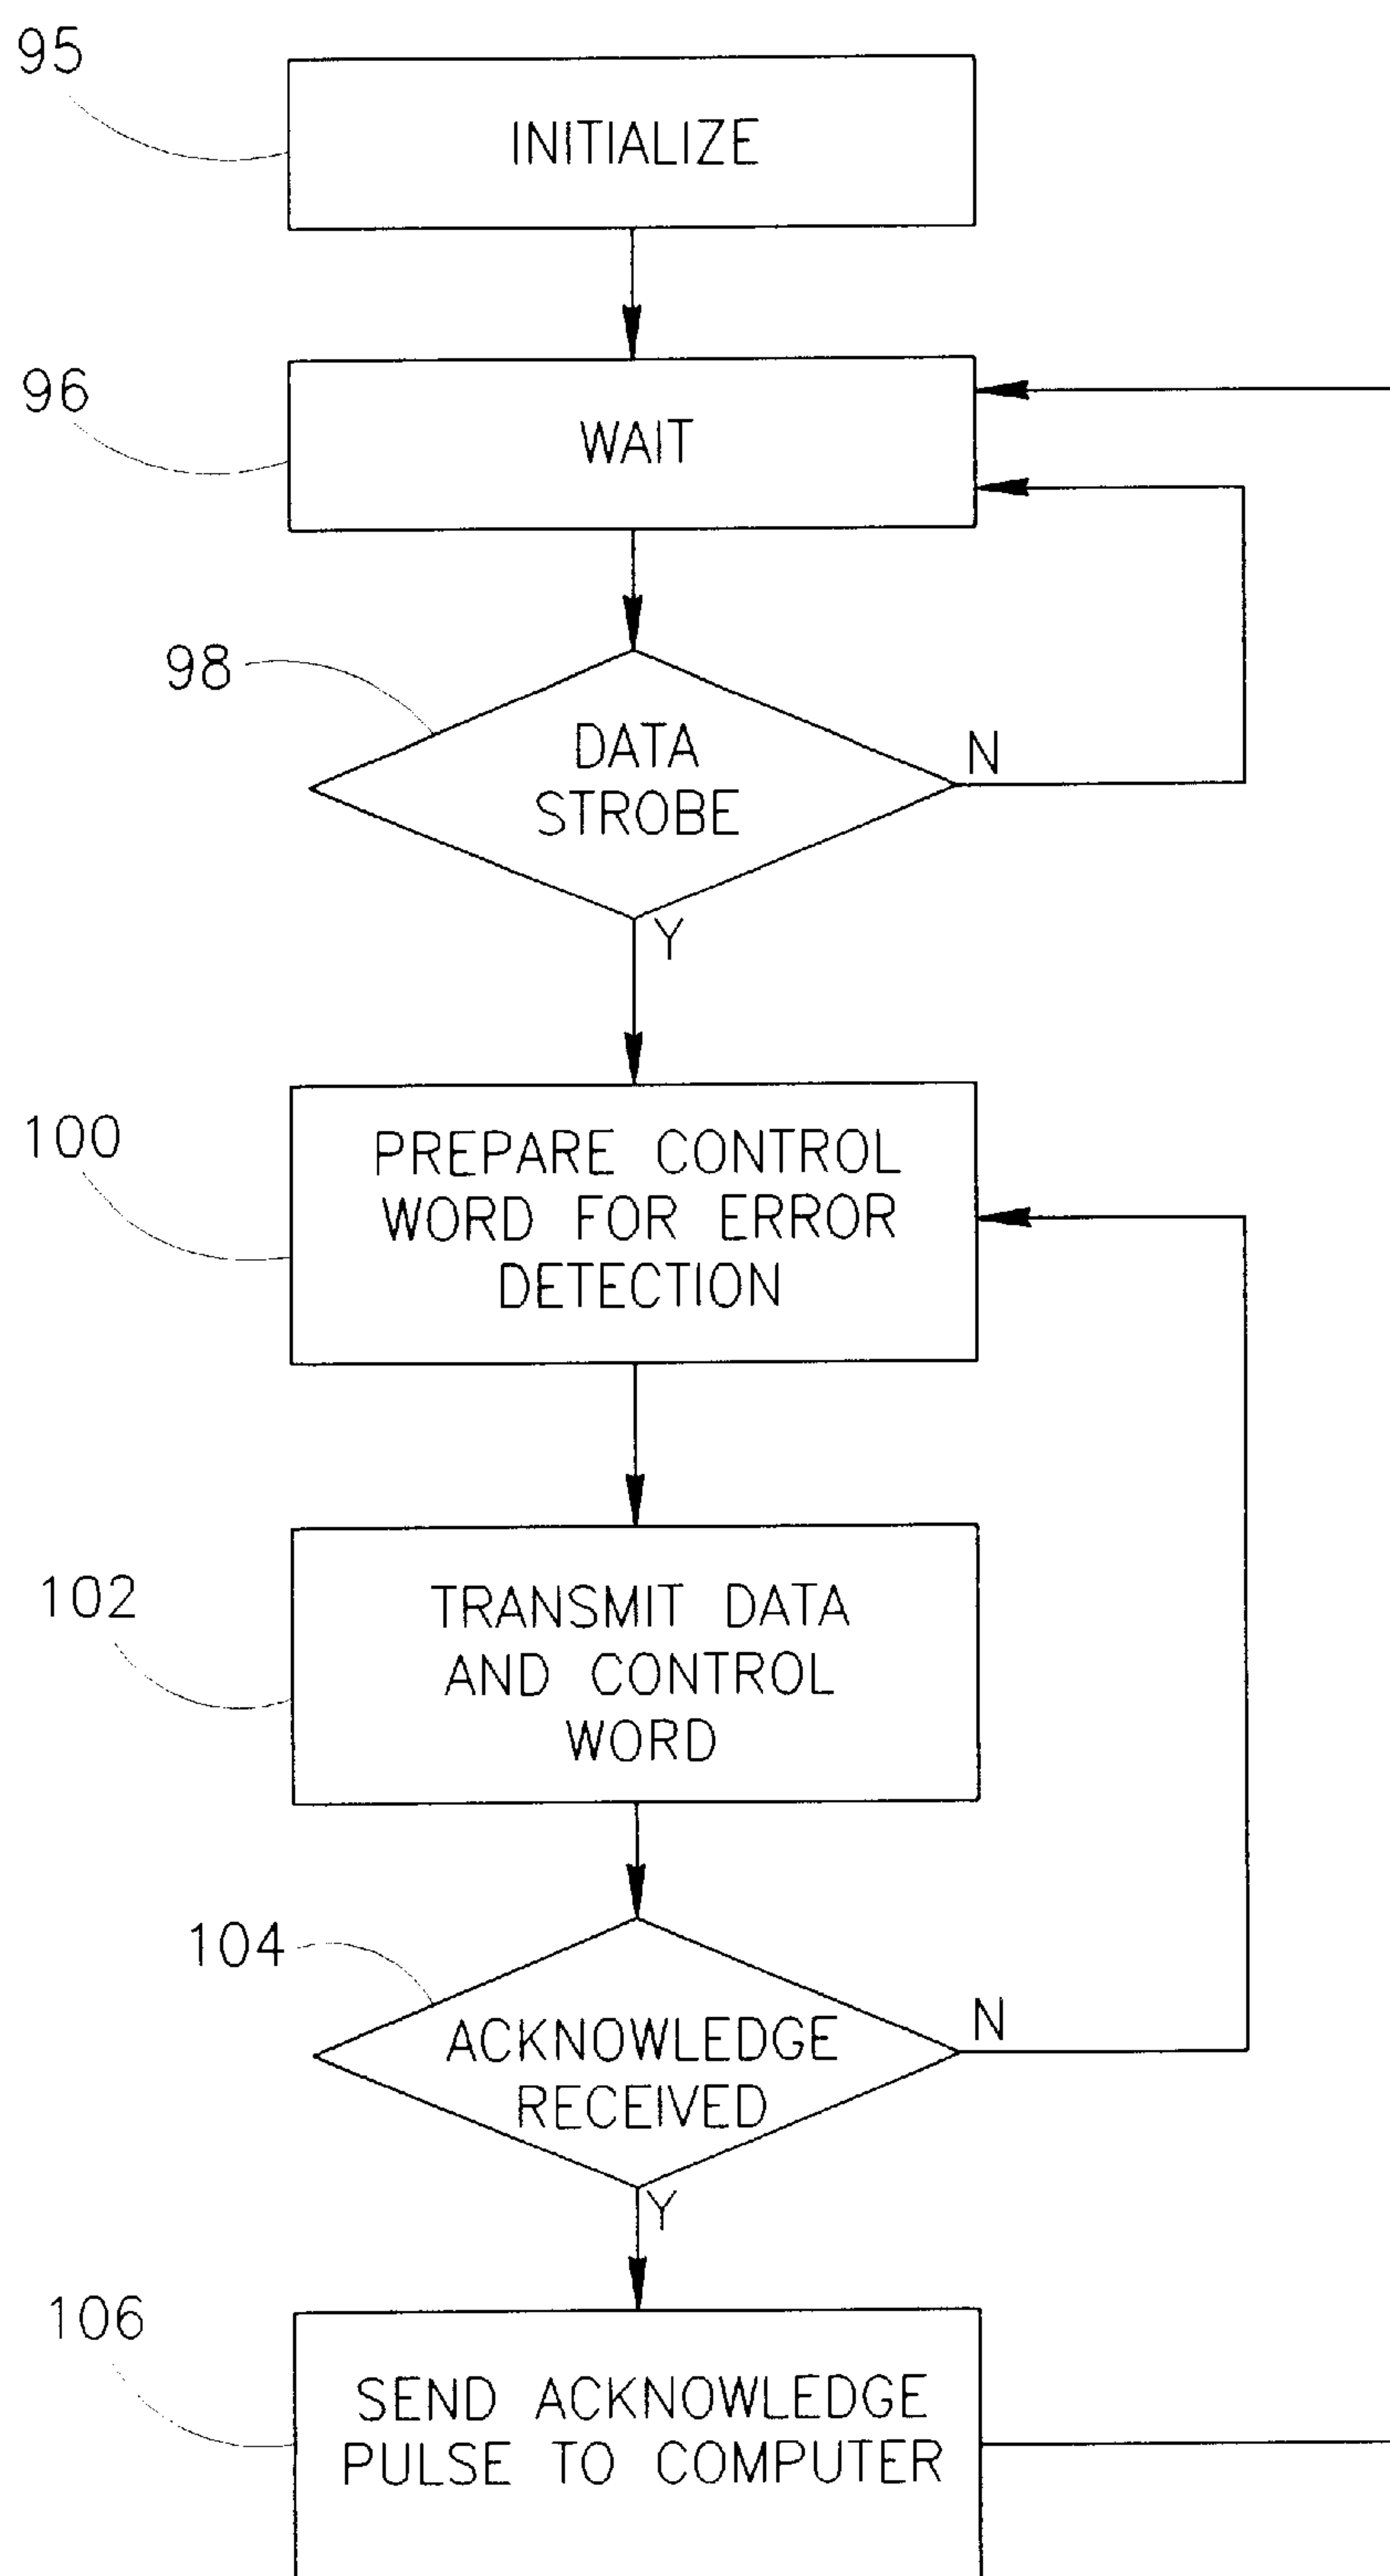 95
INITIALIZE
96
WAIT
98
DATA
STROBE
N
Y
100
PREPARE CONTROL
WORD FOR ERROR
DETECTION
102
TRANSMIT DATA
AND CONTROL
WORD
104
ACKNOWLEDGE
RECEIVED
N
Y
106
SEND ACKNOWLEDGE
PULSE TO COMPUTER